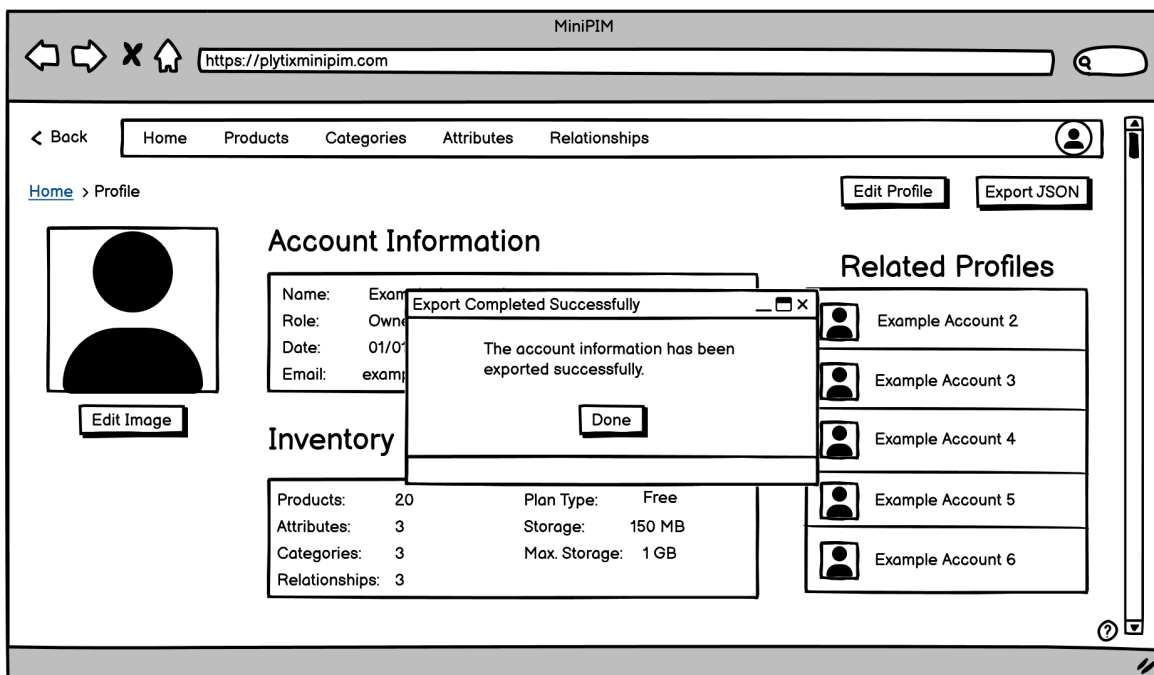 MiniPIM
https://plytixminipim.com
< Back
Home Products Categories Attributes Relationships
Home > Profile
Edit Profile
Export JSON
Edit Image
Account Information
Name:
Role:
Date:
Email:
Export Completed Successfully
The account information has been
exported successfully.
Done
Inventory
Products: 20 Plan Type: Free
Attributes: 3 Storage: 150 MB
Categories: 3 Max. Storage: 1 GB
Relationships: 3
Related Profiles
Example Account 2
Example Account 3
Example Account 4
Example Account 5
Example Account 6
?